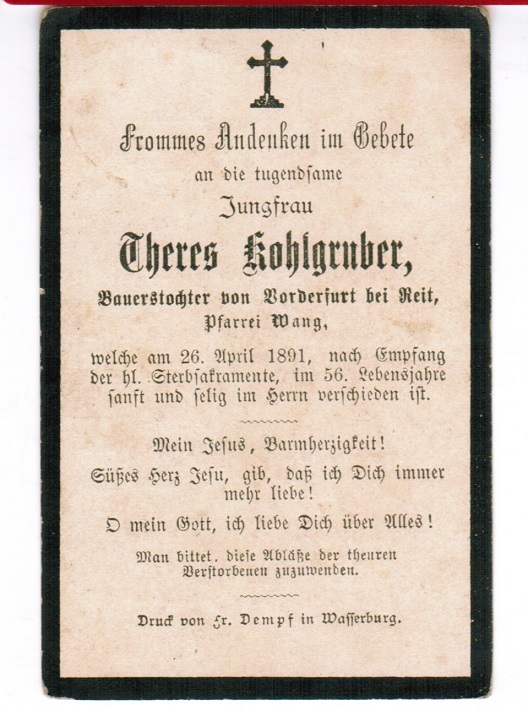 Frommes Andenken im Gebete
an die tugendsame
Jungfrau
Theres Kohlgruber,
Bauerstochter von Vorderfurt bei Reit,
Pfarrei Wang,
welche am 26. April 1891, nach Empfang
der hl. Sterbsakramente, im 56. Lebensjahre
sanft und selig im Herrn verschieden ist.
Mein Jesus, Barmherzigkeit!
Süßes Herz Jesu, gib, daß ich Dich immer
mehr liebe!
O mein Gott, ich liebe Dich über Alles!
Man bittet, diese Abläße der theuren
Verstorbenen zuzuwenden.
Druck von Fr. Dempf in Wasserburg.